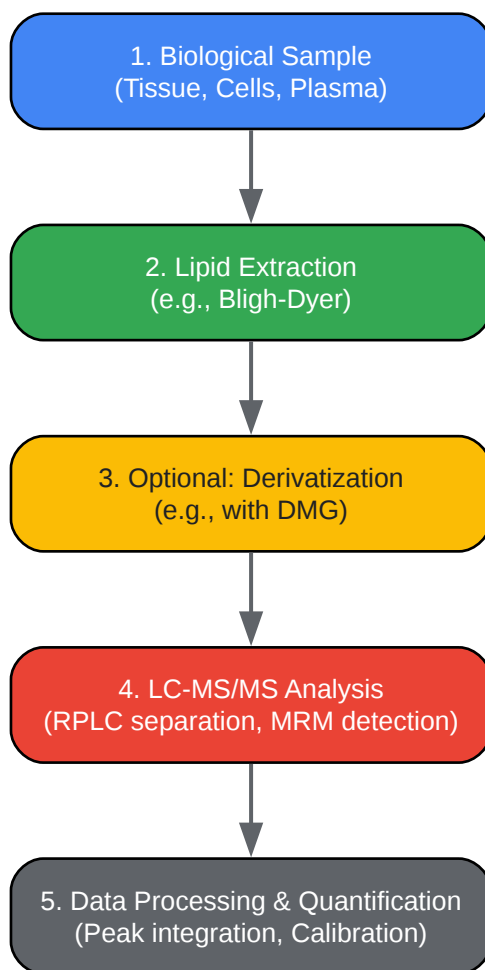 1. Biological Sample
(Tissue, Cells, Plasma)
2. Lipid Extraction
(e.g., Bligh-Dyer)
3. Optional: Derivatization
(e.g., with DMG)
4. LC-MS/MS Analysis
(RPLC separation, MRM detection)
5. Data Processing & Quantification
(Peak integration, Calibration)